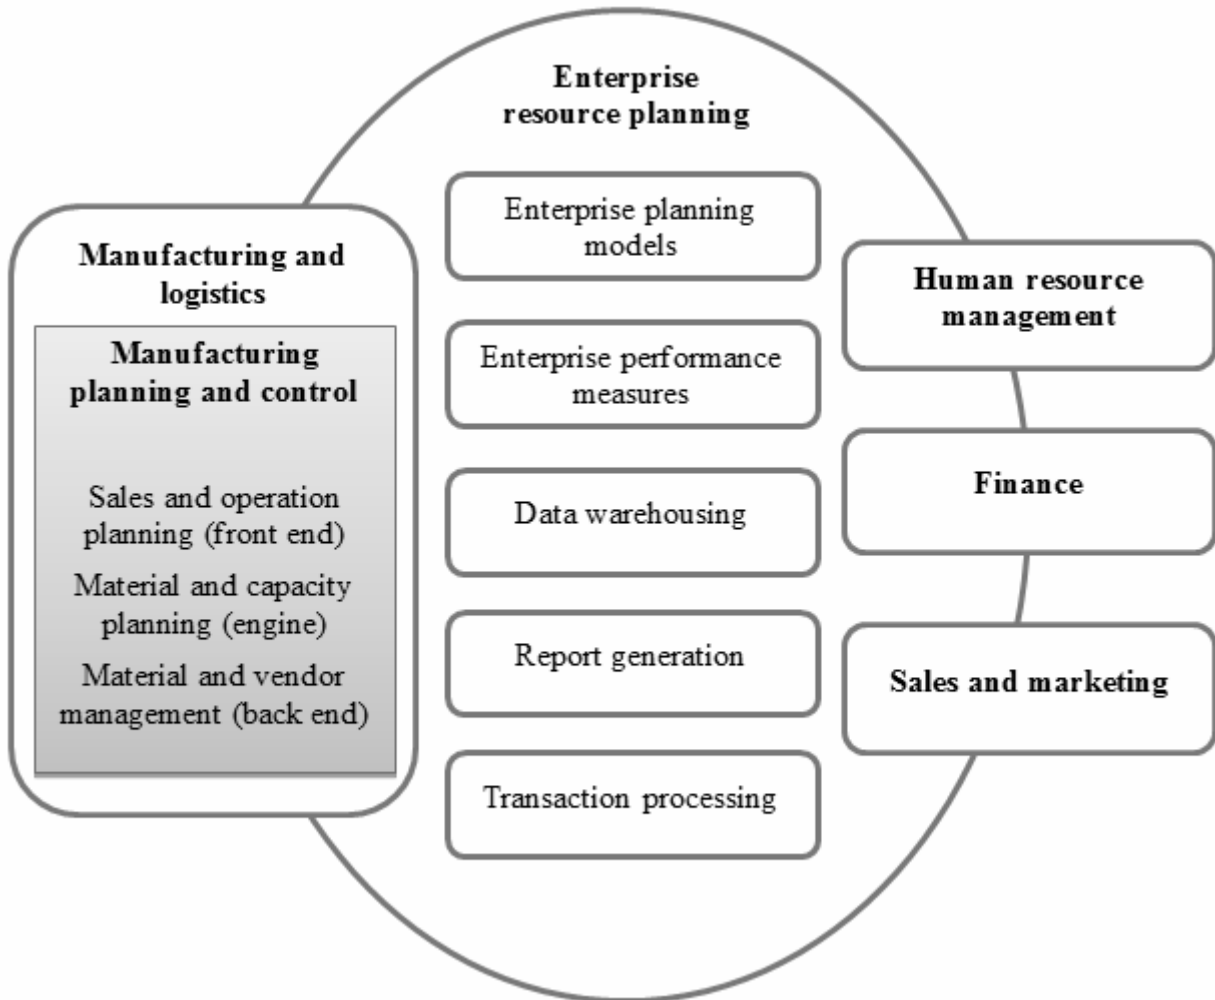 Enterprise
resource planning
Manufacturing and
logistics
Manufacturing
planning and control
Sales and operation
planning (front end)
Material and capacity
planning (engine)
Material and vendor
management (back end)
Enterprise planning
models
Enterprise performance
measures
Data warehousing
Report generation
Transaction processing
Human resource
management
Finance
Sales and marketing